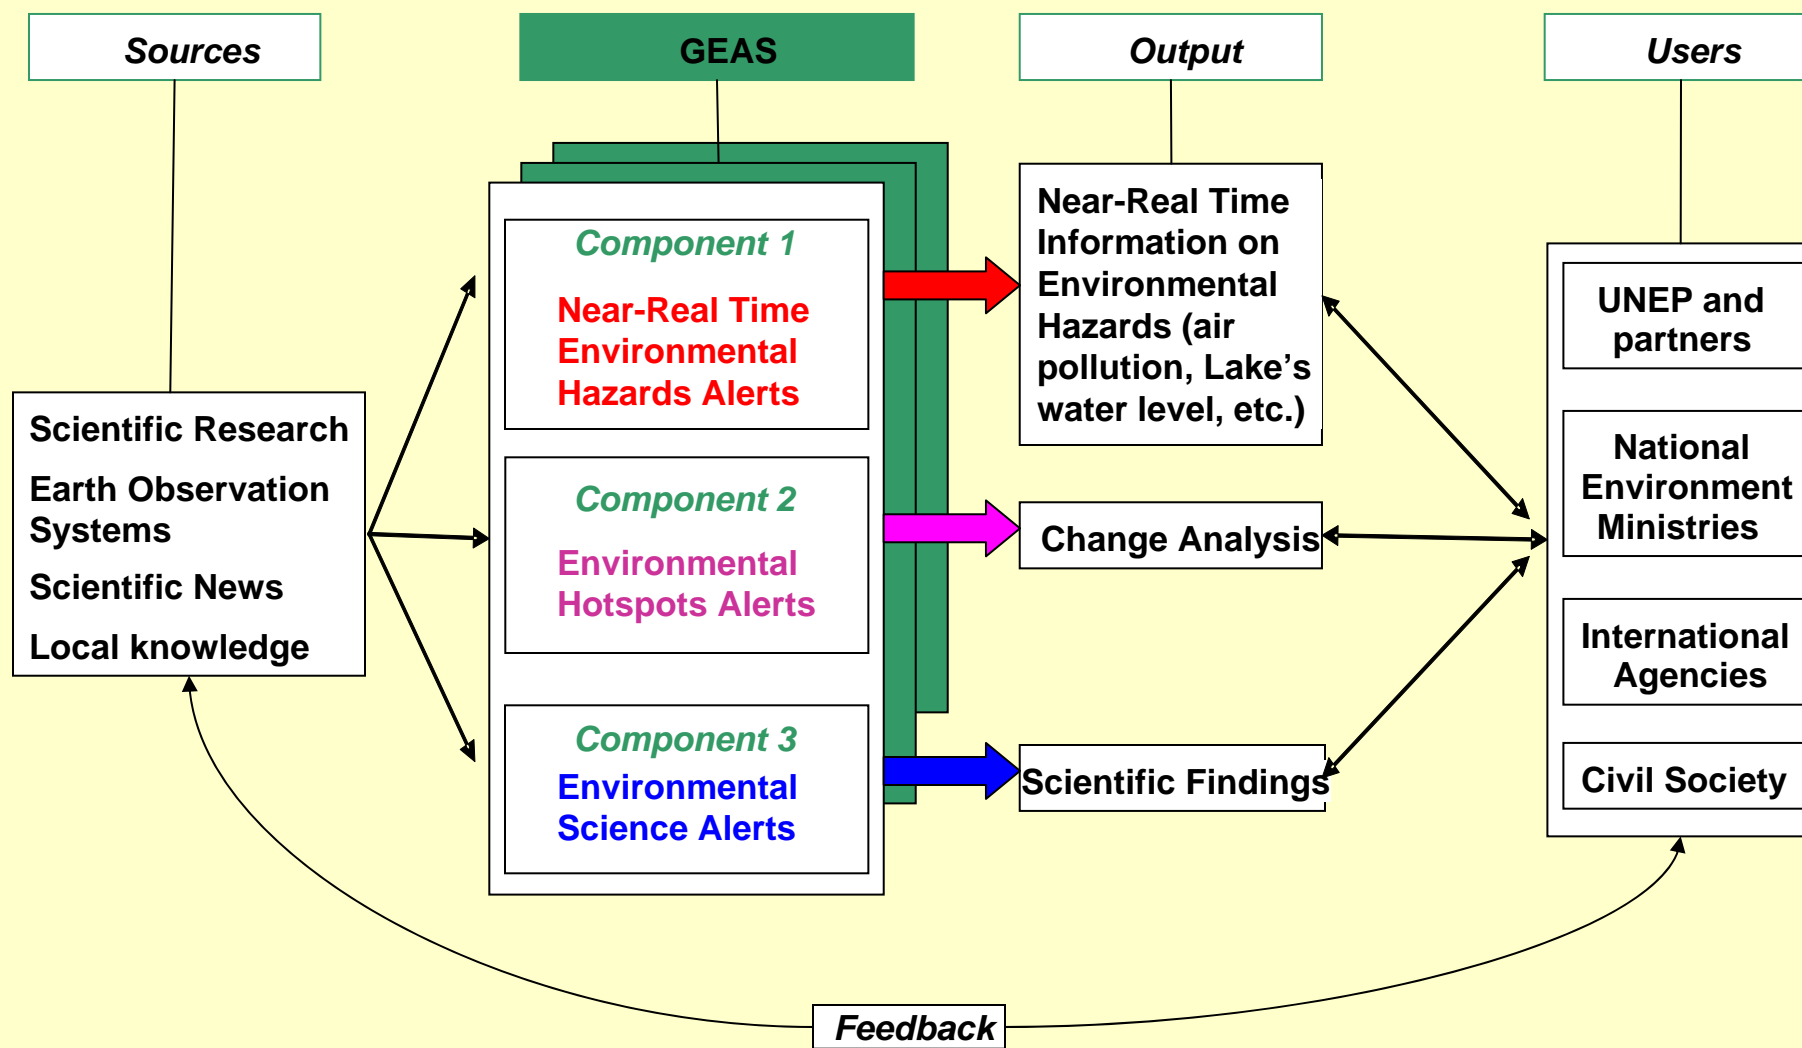 Sources
GEAS
Output
Users
Scientific Research
Earth Observation
Systems
Scientific News
Local knowledge
Component 1
Near-Real Time
Environmental
Hazards Alerts
Component 2
Environmental
Hotspots Alerts
Component 3
Environmental
Science Alerts
Near-Real Time
Information on
Environmental
Hazards (air
pollution, Lake’s
water level, etc.)
Change Analysis
Scientific Findings
UNEP and
partners
National
Environment
Ministries
International
Agencies
Civil Society
Feedback